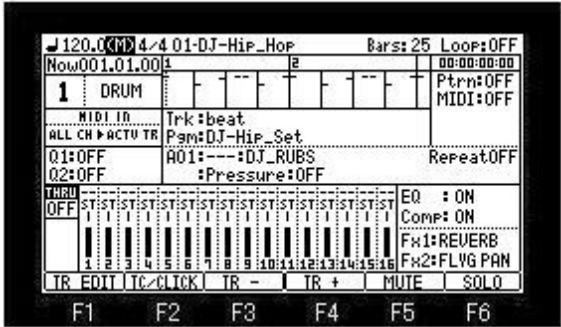 ♩120.0(M) 4/4 01-DJ-Hip_Hop Bars: 25 Loop:OFF
Now001.01.00 1 2 00:00:00:00
1 DRUM Ptrn:OFF
MIDI:OFF
MIDI IN Trk:beat
ALL CH▶ACTV TR Pgm:DJ-Hip_Set
Q1:OFF A01:---:DJ_RUBS RepeatOFF
Q2:OFF :Pressure:OFF
THRU
OFF ST ST ST ST ST ST ST ST ST ST ST ST ST ST ST ST EQ : ON
Comp: ON
Fx1:REVERB
1 2 3 4 5 6 7 8 9 10 11 12 13 14 15 16 Fx2:FLVG PAN
TR EDIT TC/CLICK TR - TR + MUTE SOLO
F1 F2 F3 F4 F5 F6